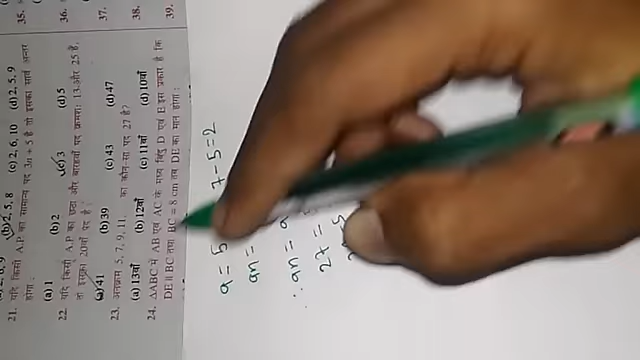 35.
36.
37.
38.
39.
(b) 2, 5, 8 (c) 2, 6, 10 (d) 2, 5, 9
21. यदि किसी A.P. का सामान्य पद 3n + 5 है तो इसका सार्व अन्तर
होगा :
(a) 1 (b) 2 (c) 3 (d) 5
22. यदि किसी A.P. का छठा और बारहवाँ पद क्रमशः 13 और 25 है,
तो इसका 20वाँ पद है :
(a) 41 (b) 39 (c) 43 (d) 47
23. अनुक्रम 5, 7, 9, 11, का कौन-सा पद 27 है?
(a) 13वाँ (b) 12वाँ (c) 11वाँ (d) 10वाँ
24. ΔABC में AB एवं AC के मध्य बिंदु D एवं E इस प्रकार है कि
DE || BC तथा BC = 8 cm तब DE का मान होगा :
a = 5 7 - 5 = 2
an =
∴ an = a
27 = 5